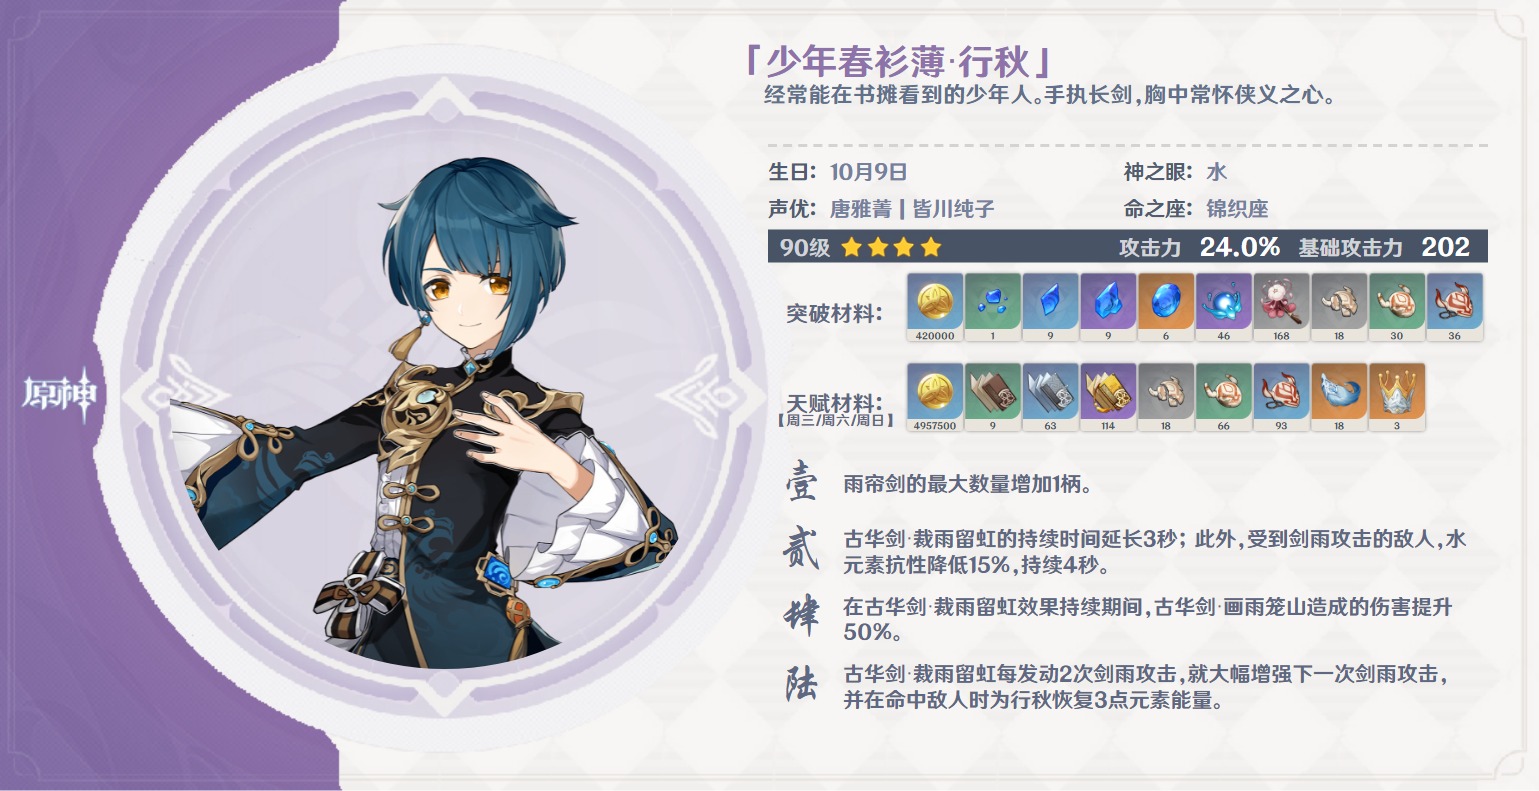 「少年春衫薄·行秋」
经常能在书摊看到的少年人。手执长剑,胸中常怀侠义之心。
生日: 10月9日 神之眼: 水
声优: 唐雅菁 | 皆川纯子 命之座: 锦织座
90级 攻击力 24.0% 基础攻击力 202
突破材料:
420000 1 9 9 6 46 168 18 30 36
天赋材料:
【周三/周六/周日】
4957500 9 63 114 18 66 93 18 3
原神
壹 雨帘剑的最大数量增加1柄。
贰 古华剑·裁雨留虹的持续时间延长3秒; 此外,受到剑雨攻击的敌人,水
元素抗性降低15%,持续4秒。
肆 在古华剑·裁雨留虹效果持续期间,古华剑·画雨笼山造成的伤害提升
50%。
陆 古华剑·裁雨留虹每发动2次剑雨攻击,就大幅增强下一次剑雨攻击,
并在命中敌人时为行秋恢复3点元素能量。